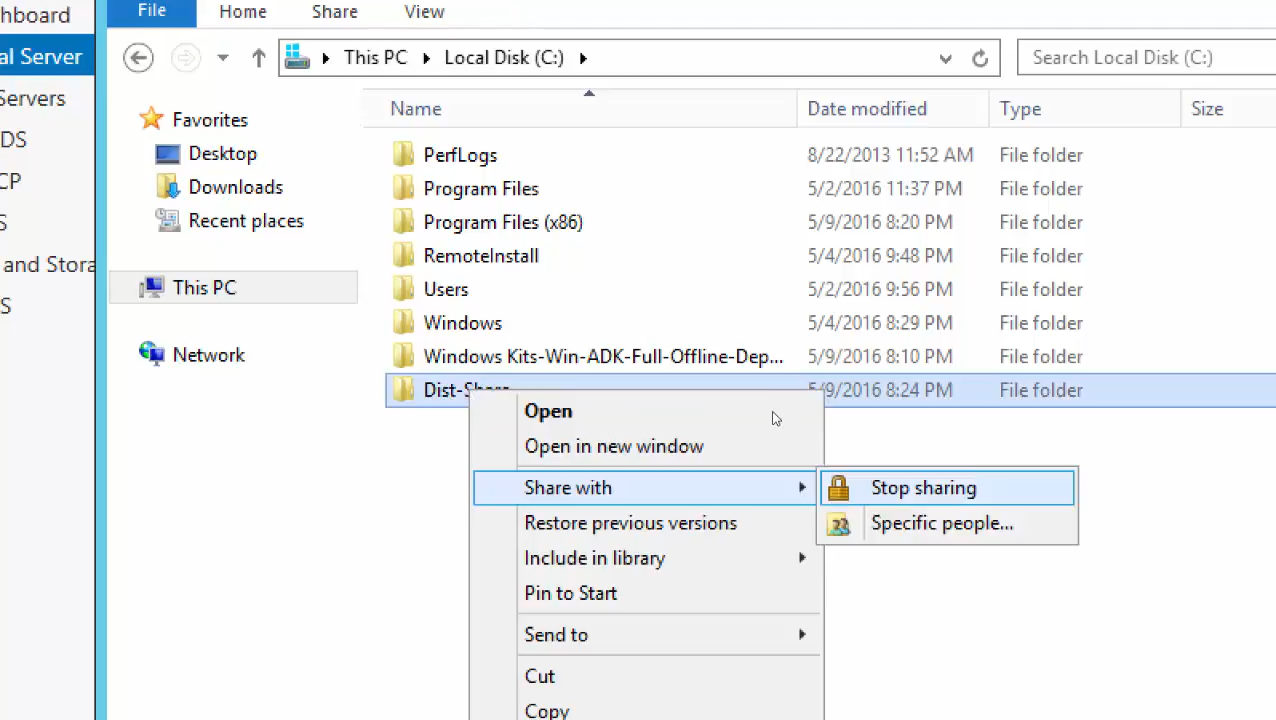 hboard
al Server
Servers
DS
CP
S
and Stora
S
File Home Share View
This PC Local Disk (C:) Search Local Disk (C:)
Favorites
Desktop
Downloads
Recent places
This PC
Network
Name Date modified Type Size
PerfLogs 8/22/2013 11:52 AM File folder
Program Files 5/2/2016 11:37 PM File folder
Program Files (x86) 5/9/2016 8:20 PM File folder
RemoteInstall 5/4/2016 9:48 PM File folder
Users 5/2/2016 9:56 PM File folder
Windows 5/4/2016 8:29 PM File folder
Windows Kits-Win-ADK-Full-Offline-Dep... 5/9/2016 8:10 PM File folder
Dist-Share 5/9/2016 8:24 PM File folder
Open
Open in new window
Share with
Restore previous versions
Include in library
Pin to Start
Send to
Cut
Copy
Stop sharing
Specific people...